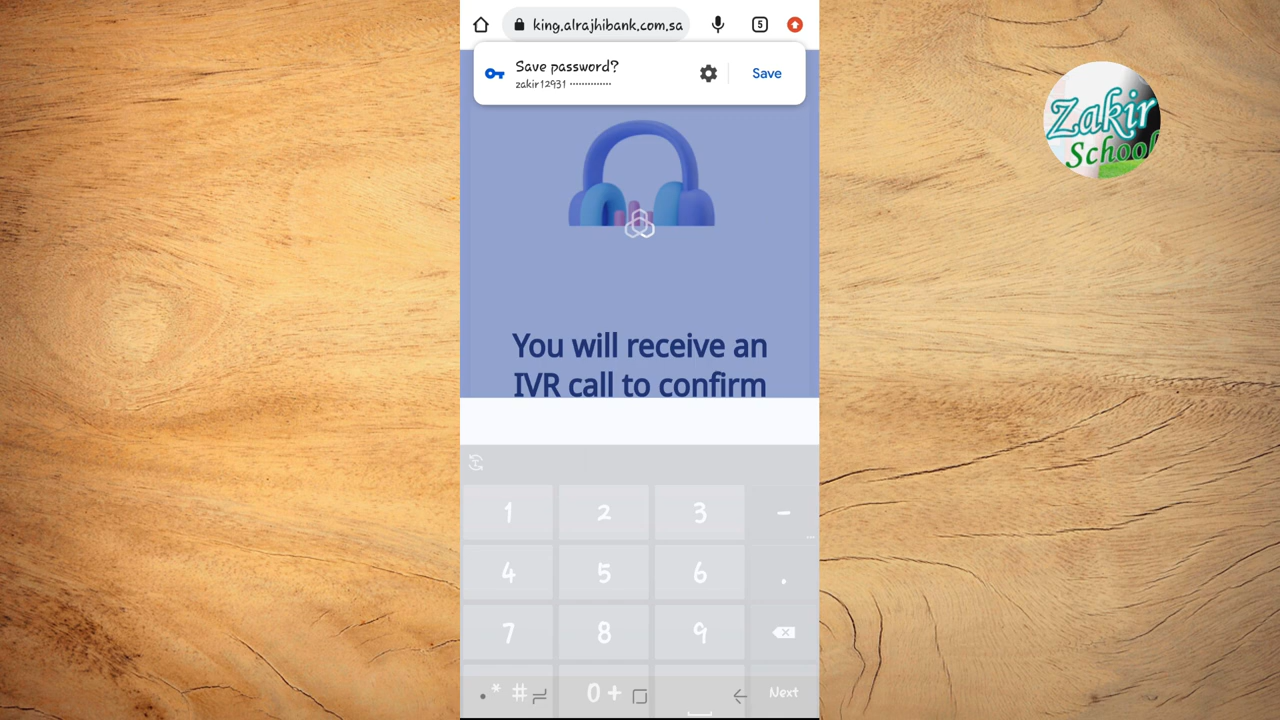 king.alrajhibank.com.sa
5
Save password?
zakir12931 ·············
Save
Zakir
School
You will receive an
IVR call to confirm
1 2 3 -
4 5 6 .
7 8 9
* # 0 + Next